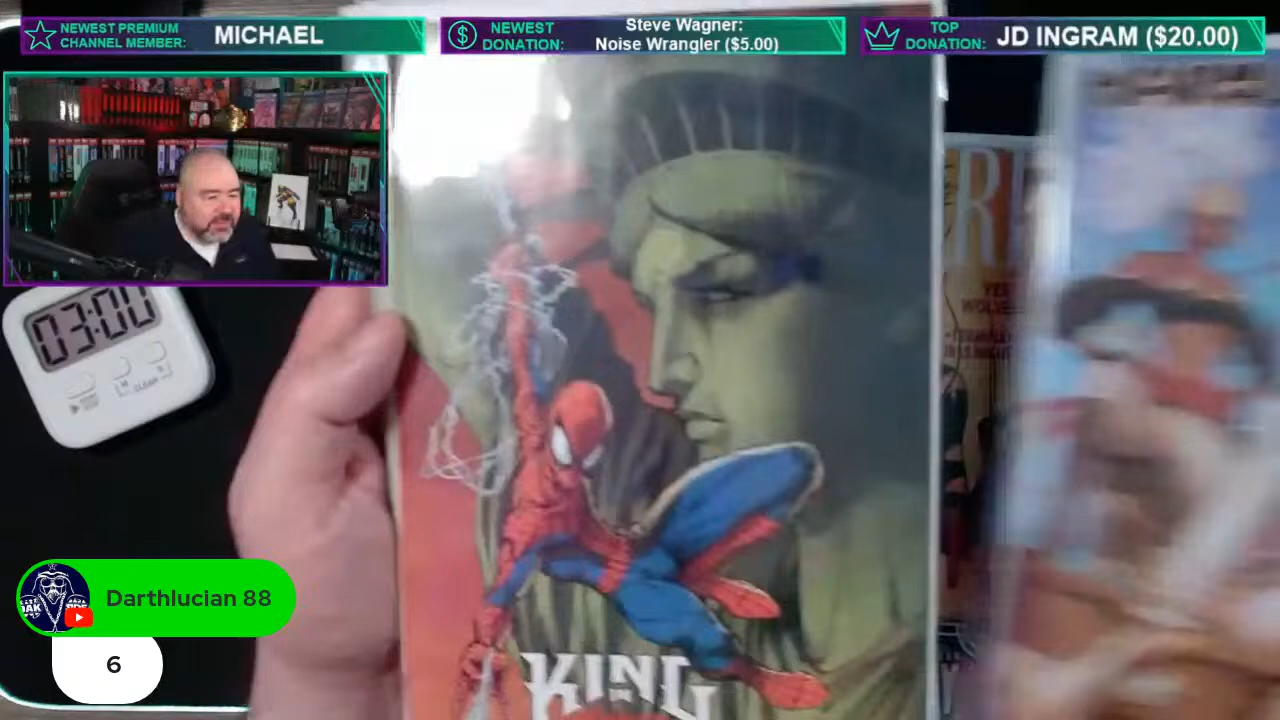 NEWEST PREMIUM
CHANNEL MEMBER:
MICHAEL
NEWEST
DONATION:
Steve Wagner:
Noise Wrangler ($5.00)
TOP
DONATION:
JD INGRAM ($20.00)
03:00
CLEAR
KING
Darthlucian 88
6